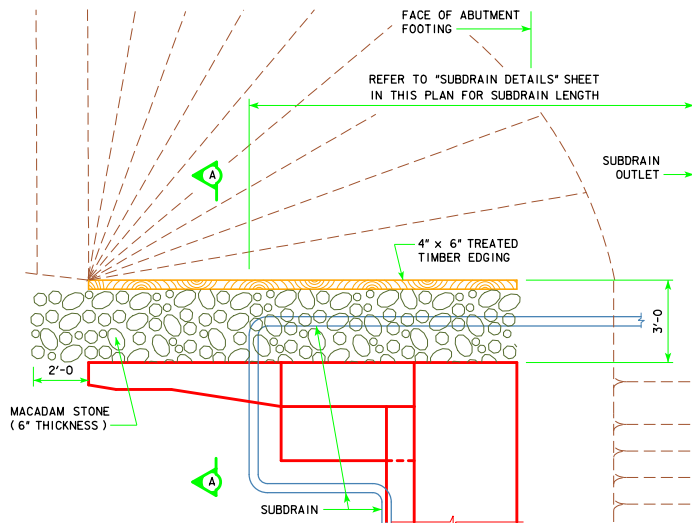 FACE OF ABUTMENT
FOOTING
REFER TO "SUBDRAIN DETAILS" SHEET
IN THIS PLAN FOR SUBDRAIN LENGTH
SUBDRAIN
OUTLET
A
4" x 6" TREATED
TIMBER EDGING
3'-0
2'-0
MACADAM STONE
(6" THICKNESS)
A
SUBDRAIN